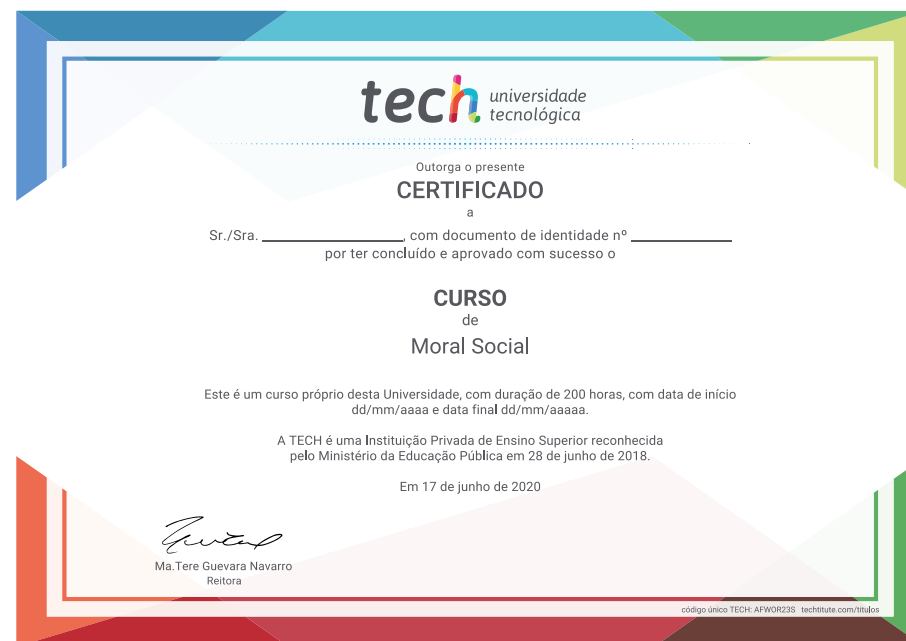 tech universidade
tecnológica
Outorga o presente
CERTIFICADO
a
Sr./Sra. ____________, com documento de identidade nº ____________
por ter concluído e aprovado com sucesso o
CURSO
de
Moral Social
Este é um curso próprio desta Universidade, com duração de 200 horas, com data de início
dd/mm/aaaa e data final dd/mm/aaaaa.
A TECH é uma Instituição Privada de Ensino Superior reconhecida
pelo Ministério da Educação Pública em 28 de junho de 2018.
Em 17 de junho de 2020
Ma.Tere Guevara Navarro
Reitora
código único TECH: AFWOR23S techtitute.com/titulos